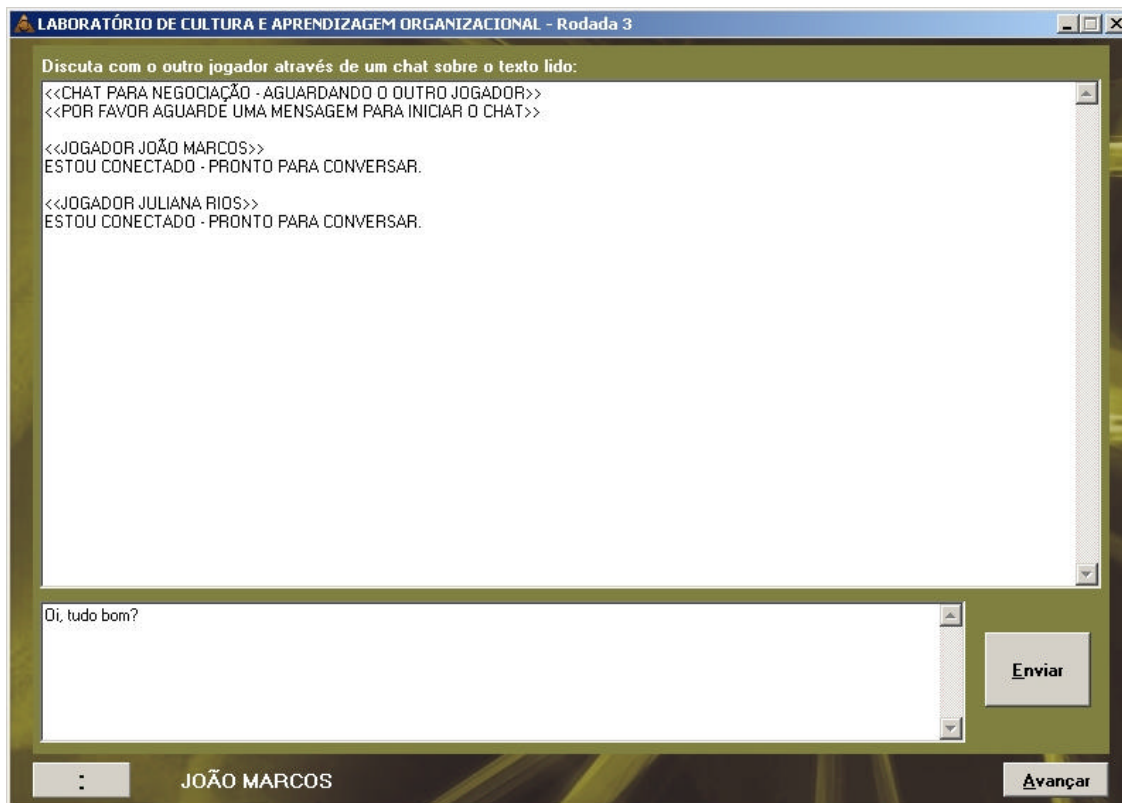 LABORATÓRIO DE CULTURA E APRENDIZAGEM ORGANIZACIONAL - Rodada 3
Discuta com o outro jogador através de um chat sobre o texto lido:
<<CHAT PARA NEGOCIAÇÃO - AGUARDANDO O OUTRO JOGADOR>>
<<POR FAVOR AGUARDE UMA MENSAGEM PARA INICIAR O CHAT>>
<<JOGADOR JOÃO MARCOS>>
ESTOU CONECTADO - PRONTO PARA CONVERSAR.
<<JOGADOR JULIANA RIOS>>
ESTOU CONECTADO - PRONTO PARA CONVERSAR.
Oi, tudo bom?
Enviar
:
JOÃO MARCOS
Avançar